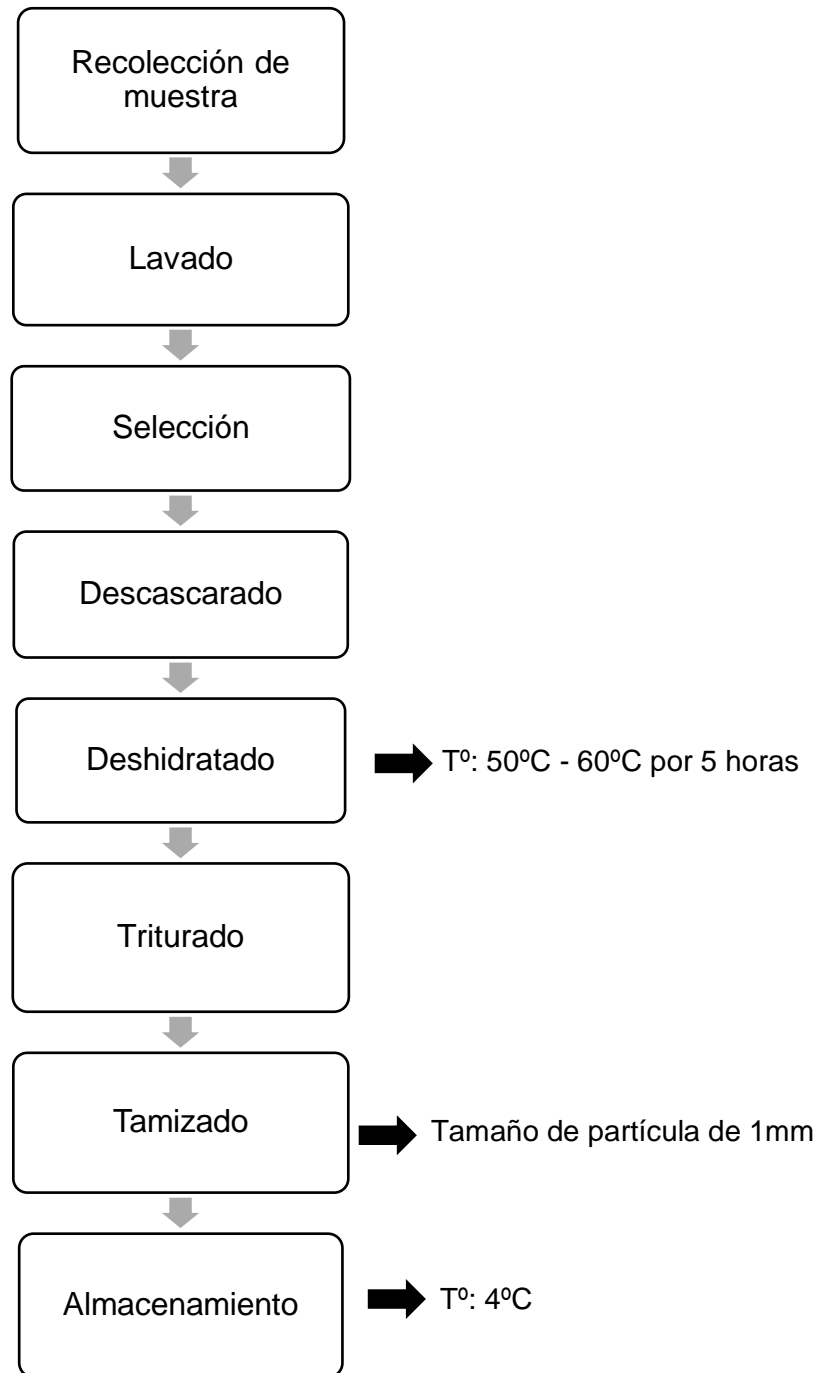 Recolección de
muestra
Lavado
Selección
Descascarado
Deshidratado
Tº: 50ºC - 60ºC por 5 horas
Triturado
Tamizado
Tamaño de partícula de 1mm
Almacenamiento
Tº: 4ºC